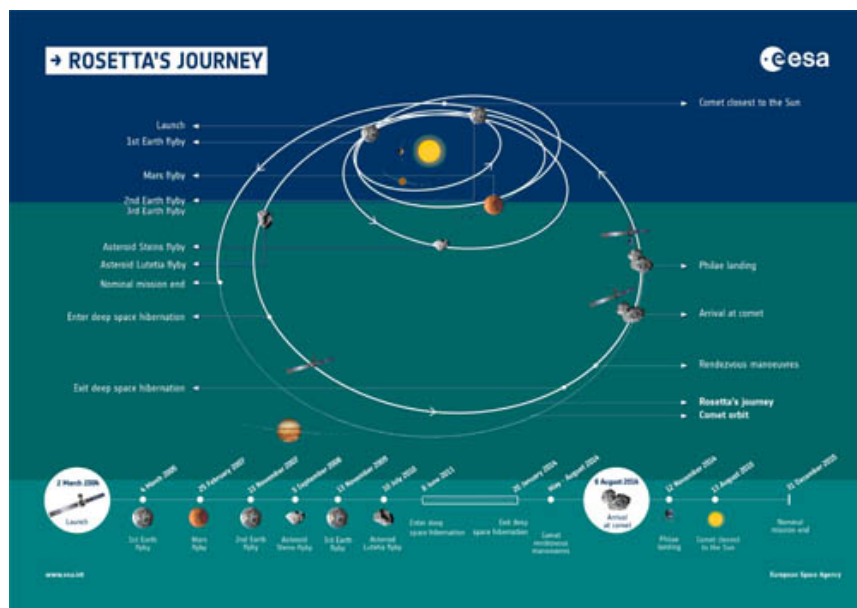 → ROSETTA'S JOURNEY
esa
Comet closest to the Sun
Launch
1st Earth flyby
Mars flyby
2nd Earth flyby
3rd Earth flyby
Asteroid Steins flyby
Asteroid Lutetia flyby
Nominal mission end
Philae landing
Arrival at comet
Enter deep space hibernation
Rendezvous manoeuvres
Exit deep space hibernation
Rosetta's journey
Comet orbit
2 March 2004
Launch
4 March 2005
1st Earth
flyby
25 February 2007
Mars
flyby
13 November 2007
2nd Earth
flyby
5 September 2008
Asteroid
Steins flyby
13 November 2009
3rd Earth
flyby
10 July 2010
Asteroid
Lutetia flyby
8 June 2011
Enter deep
space hibernation
20 January 2014
Exit deep
space hibernation
May - August 2014
Comet
rendezvous
manoeuvres
6 August 2014
Arrival
at comet
12 November 2014
Philae
landing
13 August 2015
Comet closest
to the Sun
31 December 2015
Nominal
mission end
www.esa.int
European Space Agency